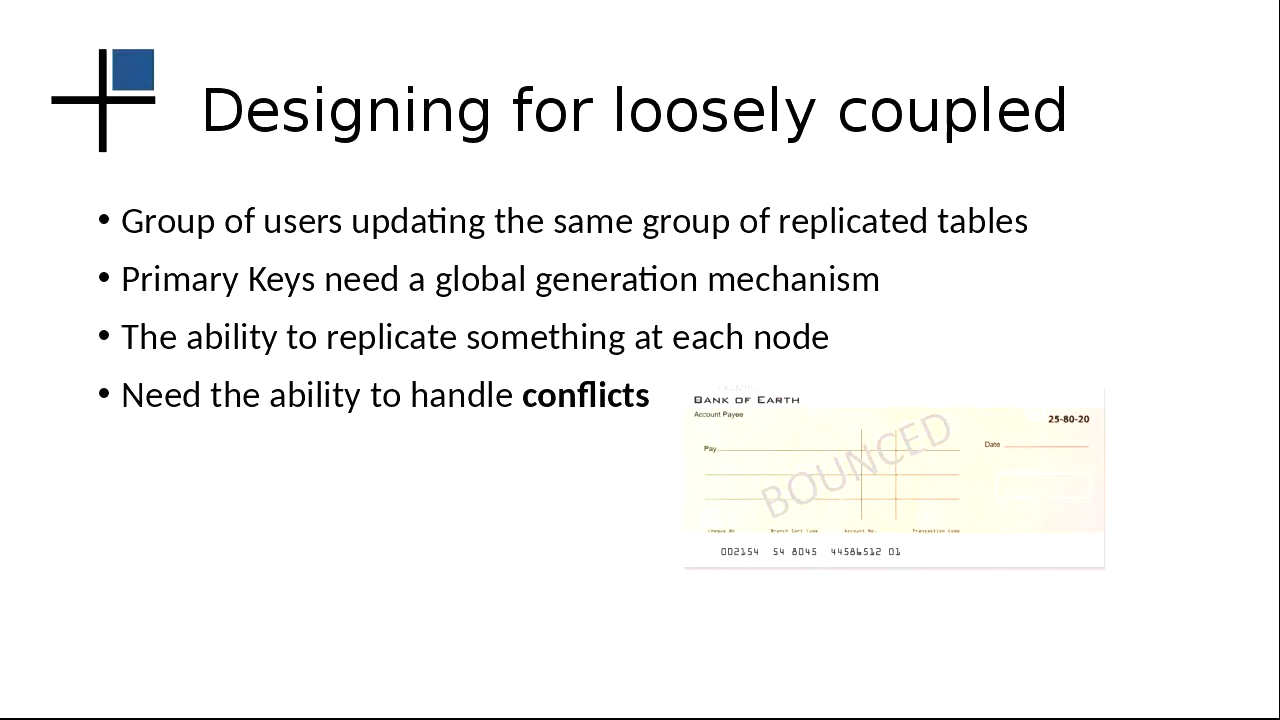 Designing for loosely coupled
• Group of users updating the same group of replicated tables
• Primary Keys need a global generation mechanism
• The ability to replicate something at each node
• Need the ability to handle conflicts
BANK OF EARTH
Account Payee
25-80-20
Pay
Date
BOUNCED
Cheque No Branch Sort Code Account No. Transaction Code
002154 54 8045 44586512 01